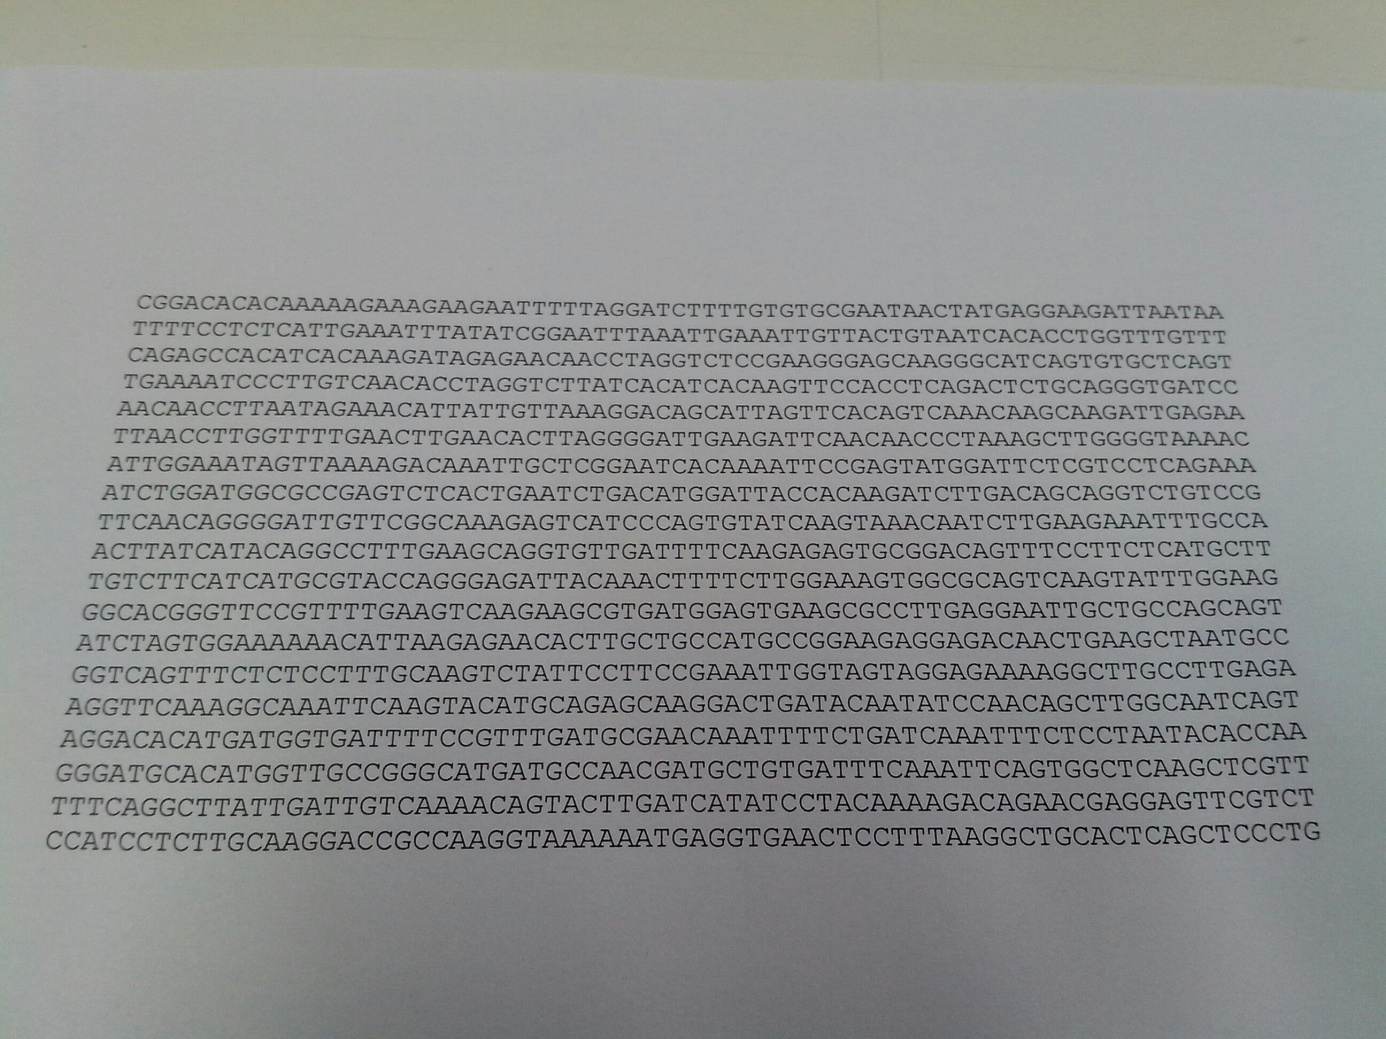 CGGACACACAAAAAGAAAGAAGAATTTTTAGGATCTTTTGTGTGCGAATAACTATGAGGAAGATTAATAA
TTTTCCTCTCATTGAAATTTATATCGGAATTTAAATTGAAATTGTTACTGTAATCACACCTGGTTTGTTT
CAGAGCCACATCACAAAGATAGAGAACAACCTAGGTCTCCGAAGGGAGCAAGGGCATCAGTGTGCTCAGT
TGAAAATCCCTTGTCAACACCTAGGTCTTATCACATCACAAGTTCCACCTCAGACTCTGCAGGGTGATCC
AACAACCTTAATAGAAACATTATTGTTAAAGGACAGCATTAGTTCACAGTCAAACAAGCAAGATTGAGAA
TTAACCTTGGTTTTGAACTTGAACACTTAGGGGATTGAAGATTCAACAACCCTAAAGCTTGGGGTAAAAC
ATTGGAAATAGTTAAAAGACAAATTGCTCGGAATCACAAAATTCCGAGTATGGATTCTCGTCCTCAGAAA
ATCTGGATGGCGCCGAGTCTCACTGAATCTGACATGGATTACCACAAGATCTTGACAGCAGGTCTGTCCG
TTCAACAGGGGATTGTTCGGCAAAGAGTCATCCCAGTGTATCAAGTAAACAATCTTGAAGAAATTTGCCA
ACTTATCATACAGGCCTTTGAAGCAGGTGTTGATTTTCAAGAGAGTGCGGACAGTTTCCTTCTCATGCTT
TGTCTTCATCATGCGTACCAGGGAGATTACAAACTTTTCTTGGAAAGTGGCGCAGTCAAGTATTTGGAAG
GGCACGGGTTCCGTTTTGAAGTCAAGAAGCGTGATGGAGTGAAGCGCCTTGAGGAATTGCTGCCAGCAGT
ATCTAGTGGAAAAAACATTAAGAGAACACTTGCTGCCATGCCGGAAGAGGAGACAACTGAAGCTAATGCC
GGTCAGTTTCTCTCCTTTGCAAGTCTATTCCTTCCGAAATTGGTAGTAGGAGAAAAGGCTTGCCTTGAGA
AGGTTCAAAGGCAAATTCAAGTACATGCAGAGCAAGGACTGATACAATATCCAACAGCTTGGCAATCAGT
AGGACACATGATGGTGATTTTCCGTTTGATGCGAACAAATTTTCTGATCAAATTTCTCCTAATACACCAA
GGGATGCACATGGTTGCCGGGCATGATGCCAACGATGCTGTGATTTCAAATTCAGTGGCTCAAGCTCGTT
TTTCAGGCTTATTGATTGTCAAAACAGTACTTGATCATATCCTACAAAAGACAGAACGAGGAGTTCGTCT
CCATCCTCTTGCAAGGACCGCCAAGGTAAAAAATGAGGTGAACTCCTTTAAGGCTGCACTCAGCTCCCTG